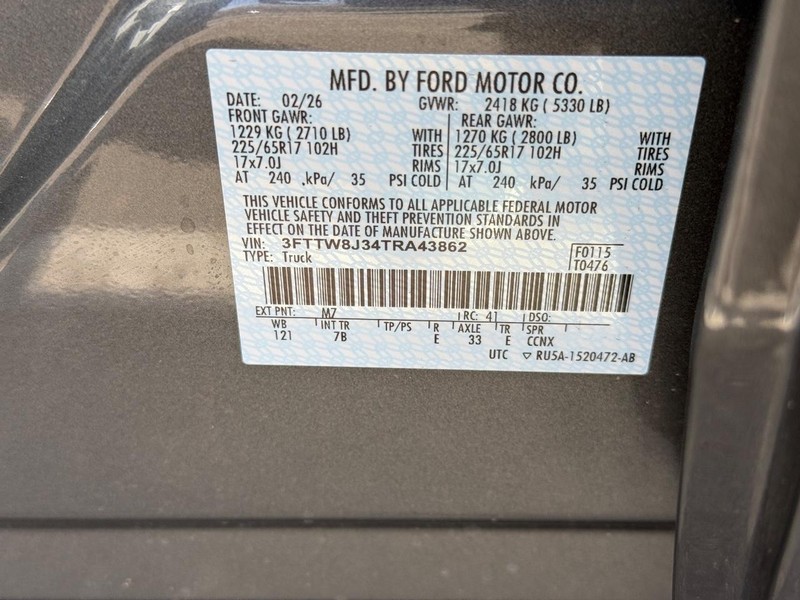 MFD. BY FORD MOTOR CO.
DATE: 02/26 GVWR: 2418 KG ( 5330 LB)
FRONT GAWR: REAR GAWR:
1229 KG ( 2710 LB) WITH 1270 KG ( 2800 LB) WITH
225/65R17 102H TIRES 225/65R17 102H TIRES
17x7.0J RIMS 17x7.0J RIMS
AT 240 kPa/ 35 PSI COLD AT 240 kPa/ 35 PSI COLD
THIS VEHICLE CONFORMS TO ALL APPLICABLE FEDERAL MOTOR
VEHICLE SAFETY AND THEFT PREVENTION STANDARDS IN
EFFECT ON THE DATE OF MANUFACTURE SHOWN ABOVE.
VIN: 3FTTW8J34TRA43862 F0115
TYPE: Truck T0476
EXT PNT: M7 RC: 41 DSO:
WB INT TR TP/PS R AXLE TR SPR
121 7B E 33 E CCNX
UTC ▽ RU5A-1520472-AB